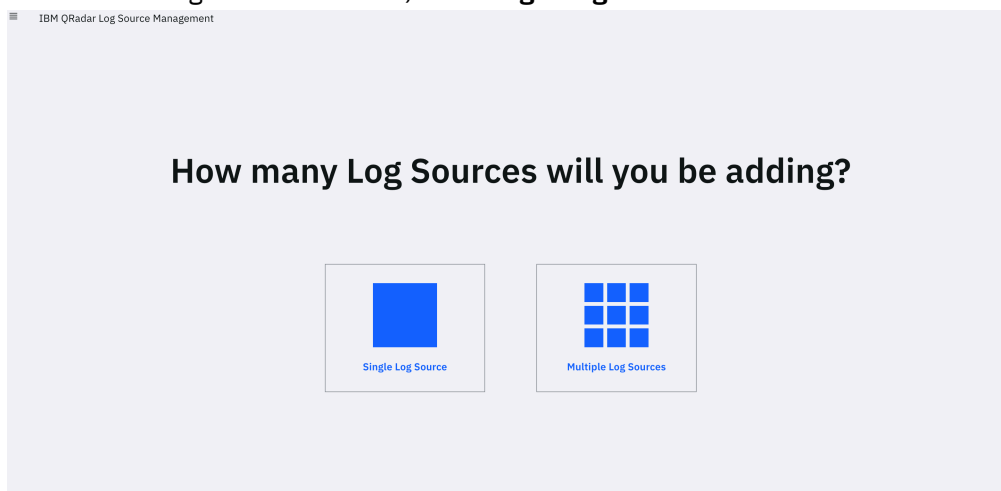 IBM QRadar Log Source Management
How many Log Sources will you be adding?
Single Log Source
Multiple Log Sources